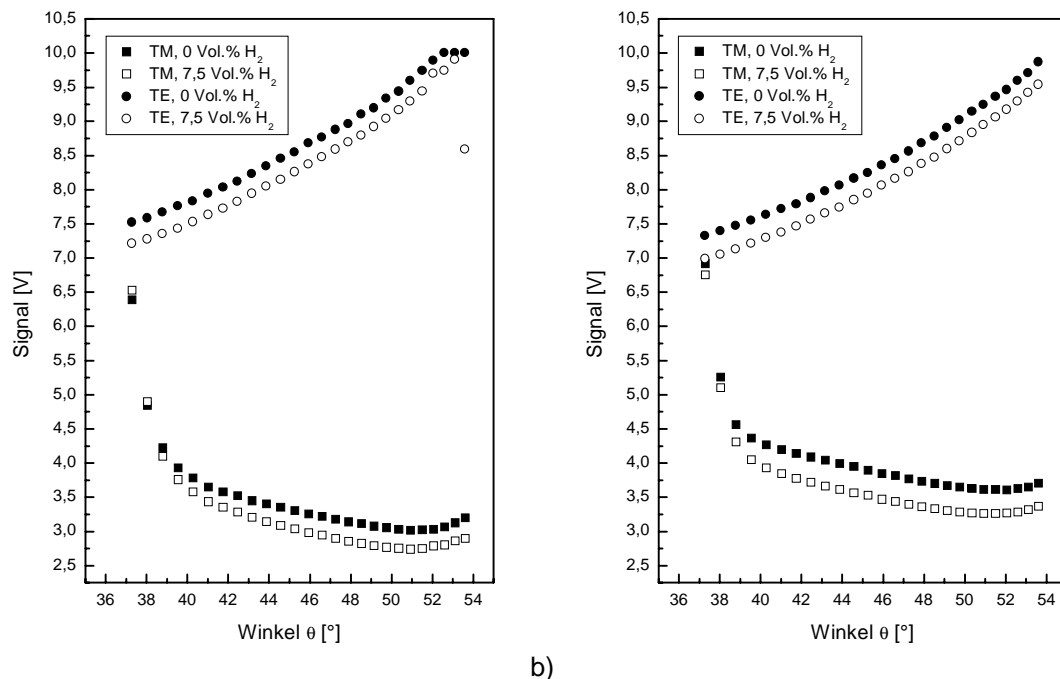 10,5
10,0
9,5
9,0
8,5
8,0
7,5
7,0
6,5
6,0
5,5
5,0
4,5
4,0
3,5
3,0
2,5
Signal [V]
TM, 0 Vol.% H2
TM, 7,5 Vol.% H2
TE, 0 Vol.% H2
TE, 7,5 Vol.% H2
36 38 40 42 44 46 48 50 52 54
Winkel θ [°]
10,5
10,0
9,5
9,0
8,5
8,0
7,5
7,0
6,5
6,0
5,5
5,0
4,5
4,0
3,5
3,0
2,5
Signal [V]
TM, 0 Vol.% H2
TM, 7,5 Vol.% H2
TE, 0 Vol.% H2
TE, 7,5 Vol.% H2
36 38 40 42 44 46 48 50 52 54
Winkel θ [°]
b)